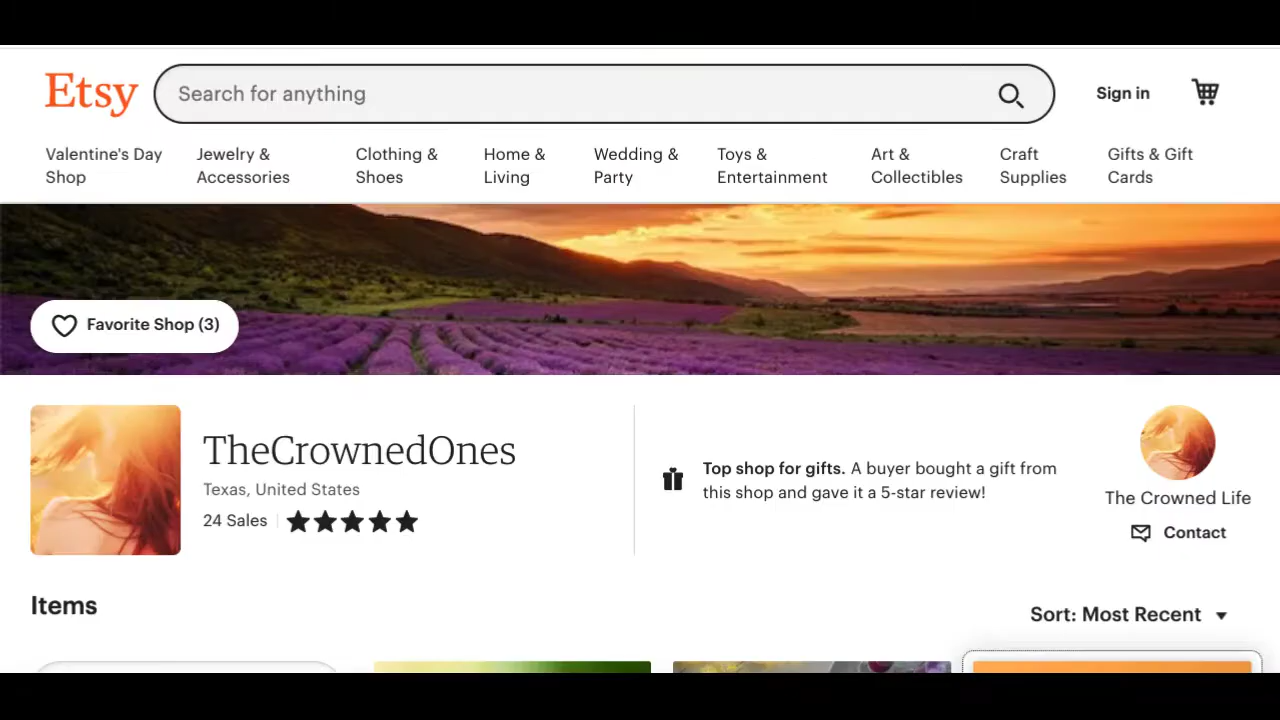 Etsy
Search for anything
Sign in
Valentine's Day
Shop
Jewelry &
Accessories
Clothing &
Shoes
Home &
Living
Wedding &
Party
Toys &
Entertainment
Art &
Collectibles
Craft
Supplies
Gifts & Gift
Cards
Favorite Shop (3)
TheCrownedOnes
Texas, United States
24 Sales
Top shop for gifts. A buyer bought a gift from
this shop and gave it a 5-star review!
The Crowned Life
Contact
Items
Sort: Most Recent